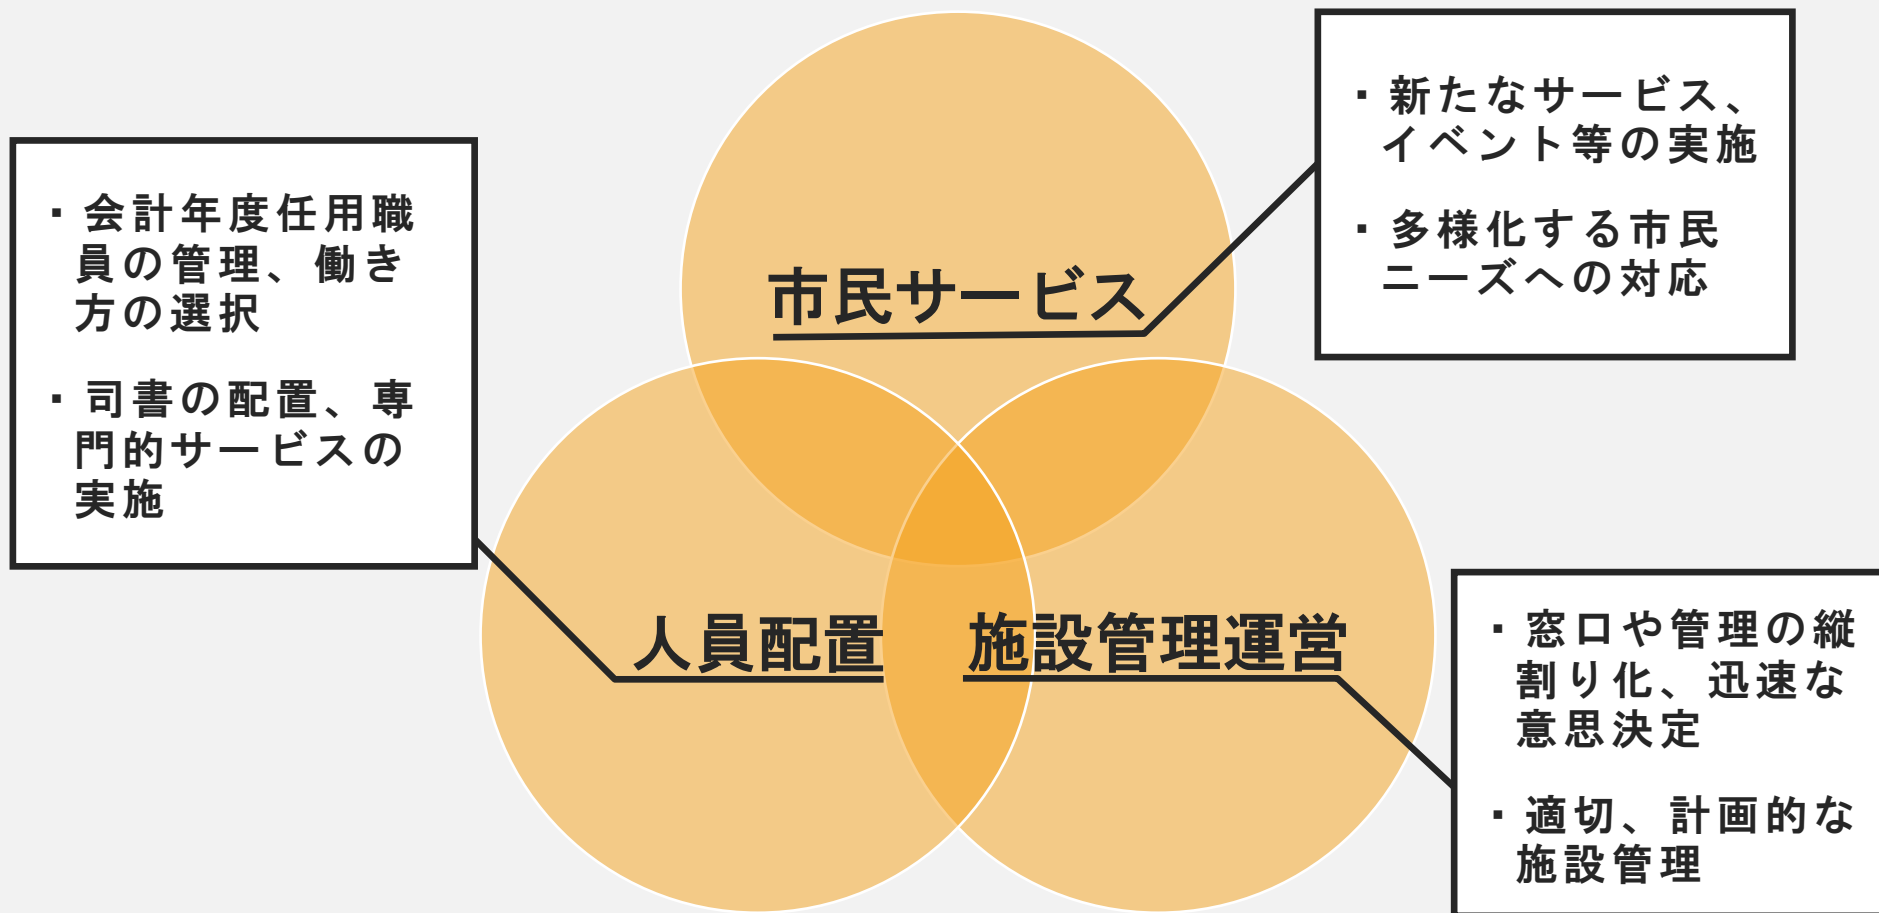 ・新たなサービス、
イベント等の実施
・多様化する市民
ニーズへの対応
・会計年度任用職
員の管理、働き
方の選択
・司書の配置、専
門的サービスの
実施
市民サービス
人員配置
施設管理運営
・窓口や管理の縦
割り化、迅速な
意思決定
・適切、計画的な
施設管理